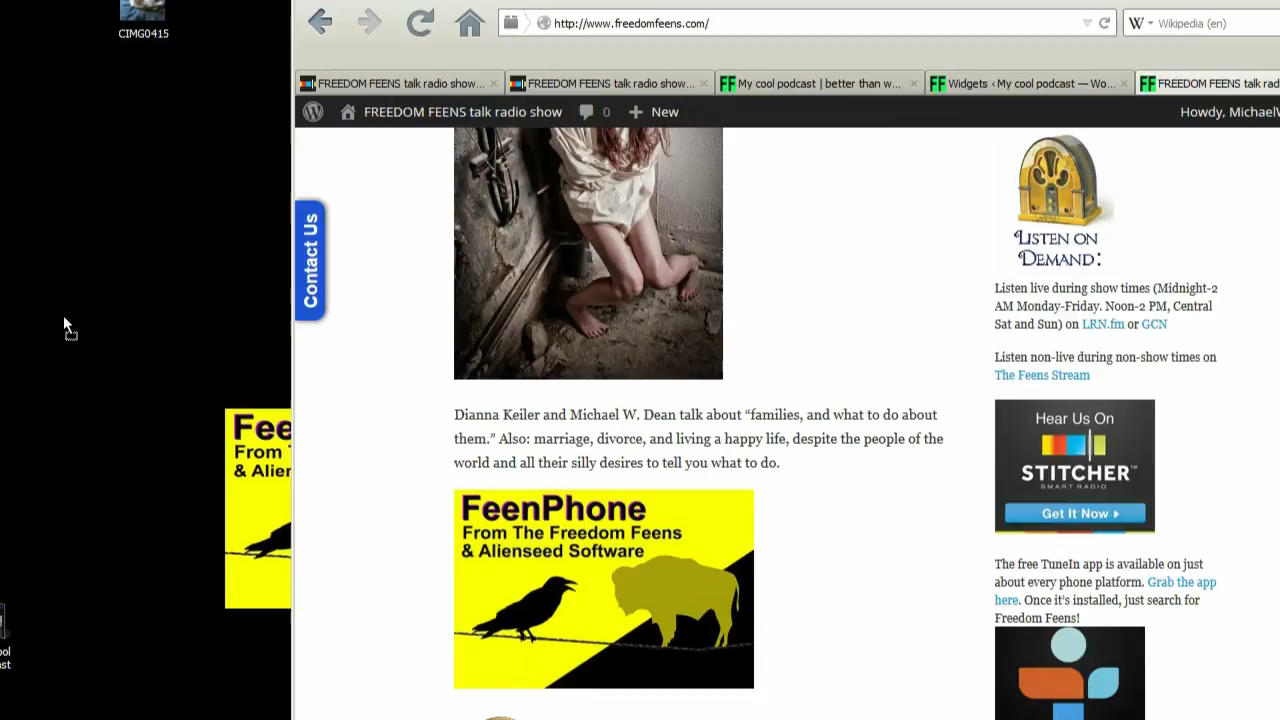 CIMG0415
http://www.freedomfeens.com/
Wikipedia (en)
FREEDOM FEENS talk radio show...
FREEDOM FEENS talk radio show...
My cool podcast | better than w...
Widgets ‹ My cool podcast — Wo...
FREEDOM FEENS talk rad
FREEDOM FEENS talk radio show
0
New
Howdy, Michael
Contact Us
LISTEN ON
DEMAND:
Listen live during show times (Midnight-2
AM Monday-Friday. Noon-2 PM, Central
Sat and Sun) on LRN.fm or GCN
Listen non-live during non-show times on
The Feens Stream
Hear Us On
STITCHER™
SMART RADIO
Get It Now
The free TuneIn app is available on just
about every phone platform. Grab the app
here. Once it's installed, just search for
Freedom Feens!
Dianna Keiler and Michael W. Dean talk about “families, and what to do about
them.” Also: marriage, divorce, and living a happy life, despite the people of the
world and all their silly desires to tell you what to do.
FeenPhone
From The Freedom Feens
& Alienseed Software
Fee
From
& Alie